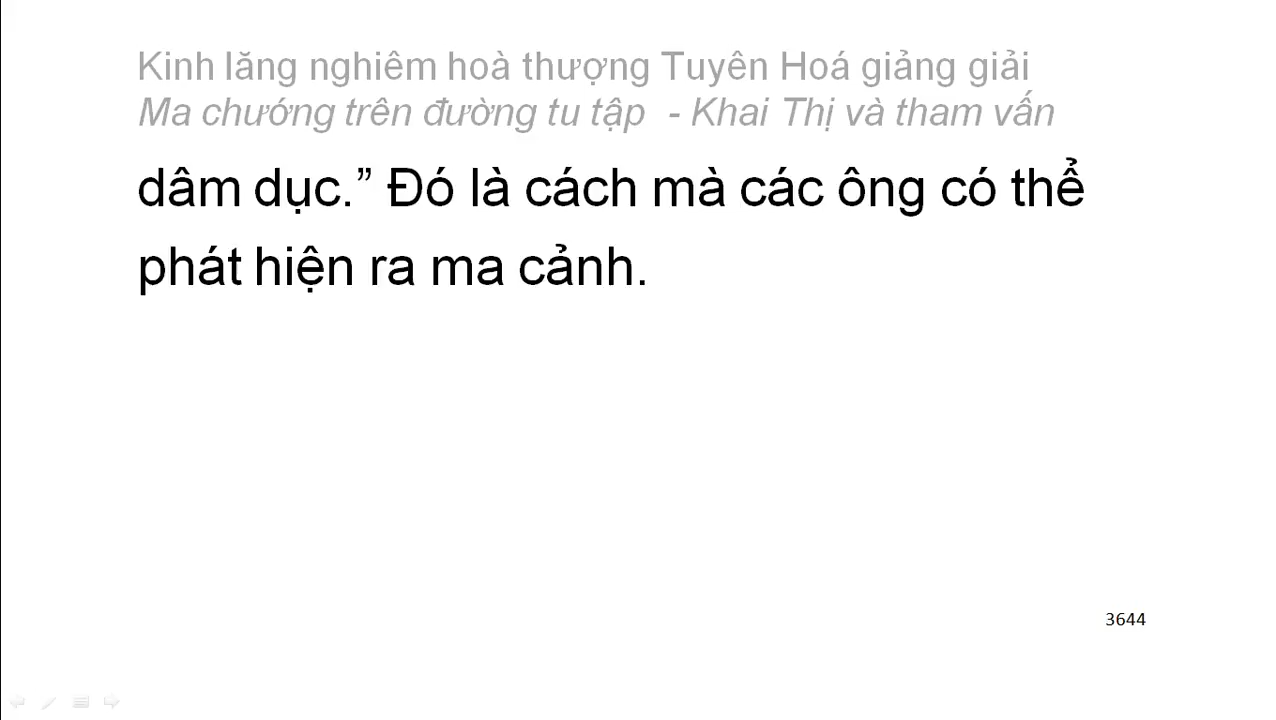 Kinh lăng nghiêm hoà thượng Tuyên Hoá giảng giải
Ma chướng trên đường tu tập  - Khai Thị và tham vấn
dâm dục.” Đó là cách mà các ông có thể
phát hiện ra ma cảnh.
3644